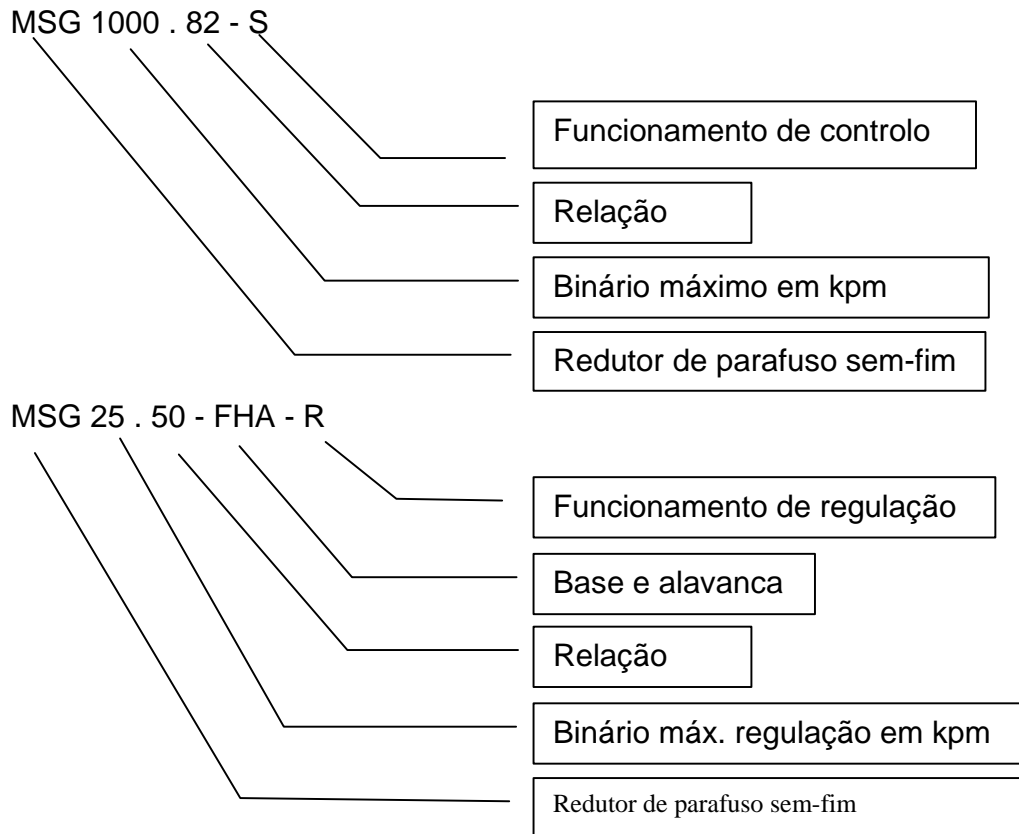 MSG 1000 . 82 - S
Funcionamento de controlo
Relação
Binário máximo em kpm
Redutor de parafuso sem-fim
MSG 25 . 50 - FHA - R
Funcionamento de regulação
Base e alavanca
Relação
Binário máx. regulação em kpm
Redutor de parafuso sem-fim